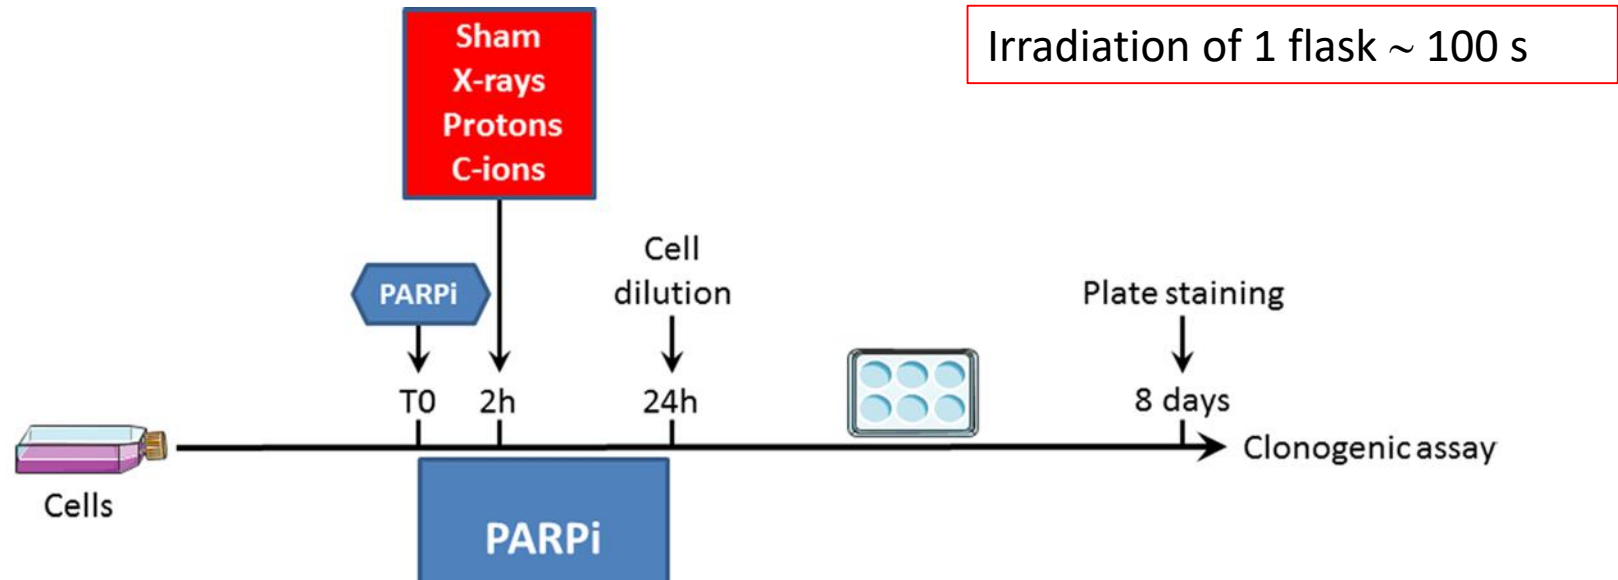 Sham
X-rays
Protons
C-ions
Irradiation of 1 flask ~ 100 s
PARPi
Cell
dilution
Plate staining
T0
2h
24h
8 days
Cells
Clonogenic assay
PARPi